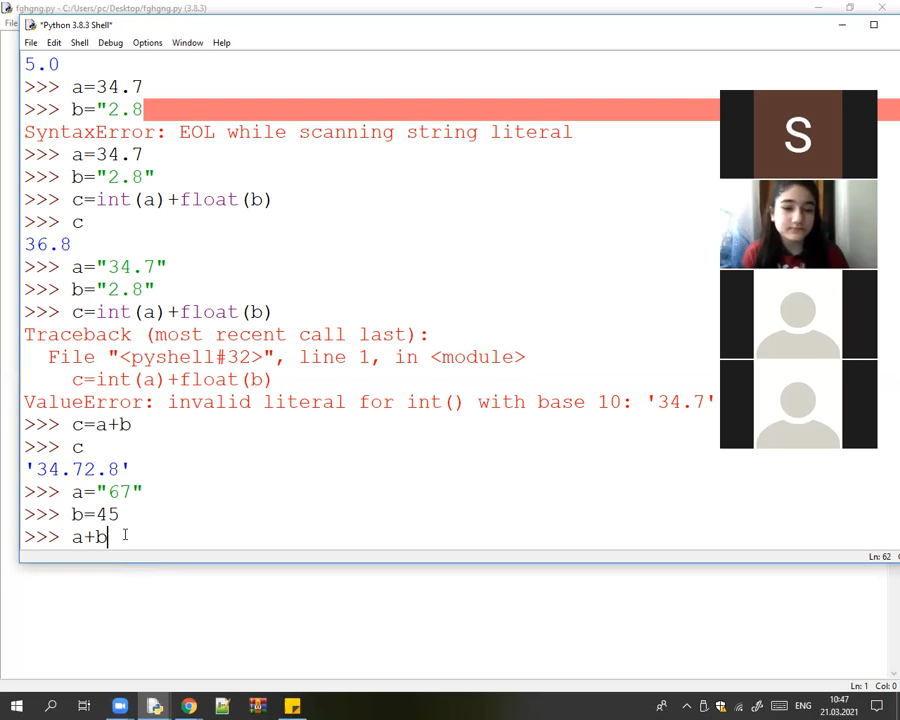 fghgng.py - C:/Users/pc/Desktop/fghgng.py (3.8.3)
*Python 3.8.3 Shell*
File Edit Shell Debug Options Window Help
5.0
>>> a=34.7
>>> b="2.8
SyntaxError: EOL while scanning string literal
>>> a=34.7
>>> b="2.8"
>>> c=int(a)+float(b)
>>> c
36.8
>>> a="34.7"
>>> b="2.8"
>>> c=int(a)+float(b)
Traceback (most recent call last):
  File "<pyshell#32>", line 1, in <module>
    c=int(a)+float(b)
ValueError: invalid literal for int() with base 10: '34.7'
>>> c=a+b
>>> c
'34.72.8'
>>> a="67"
>>> b=45
>>> a+b
S
Ln: 62
Ln: 1 Col: 0
ENG
10:47
21.03.2021